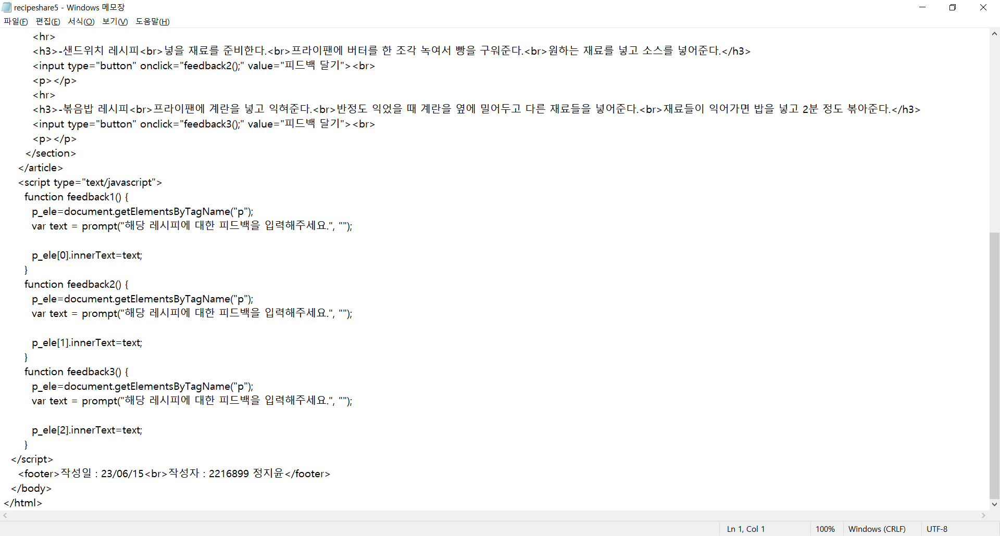 recipeshare5 - Windows 메모장
파일(F) 편집(E) 서식(O) 보기(V) 도움말(H)
<hr>
<h3>-샌드위치 레시피<br>넣을 재료를 준비한다.<br>프라이팬에 버터를 한 조각 녹여서 빵을 구워준다.<br>원하는 재료를 넣고 소스를 넣어준다.</h3>
<input type="button" onclick="feedback2();" value="피드백 달기"><br>
<p></p>
<hr>
<h3>-볶음밥 레시피<br>프라이팬에 계란을 넣고 익혀준다.<br>반정도 익었을 때 계란을 옆에 밀어두고 다른 재료들을 넣어준다.<br>재료들이 익어가면 밥을 넣고 2분 정도 볶아준다.</h3>
<input type="button" onclick="feedback3();" value="피드백 달기"><br>
<p></p>
</section>
</article>
<script type="text/javascript">
function feedback1() {
p_ele=document.getElementsByTagName("p");
var text = prompt("해당 레시피에 대한 피드백을 입력해주세요.", "");
p_ele[0].innerText=text;
}
function feedback2() {
p_ele=document.getElementsByTagName("p");
var text = prompt("해당 레시피에 대한 피드백을 입력해주세요.", "");
p_ele[1].innerText=text;
}
function feedback3() {
p_ele=document.getElementsByTagName("p");
var text = prompt("해당 레시피에 대한 피드백을 입력해주세요.", "");
p_ele[2].innerText=text;
}
</script>
<footer>작성일 : 23/06/15<br>작성자 : 2216899 정지윤</footer>
</body>
</html>
Ln 1, Col 1 100% Windows (CRLF) UTF-8